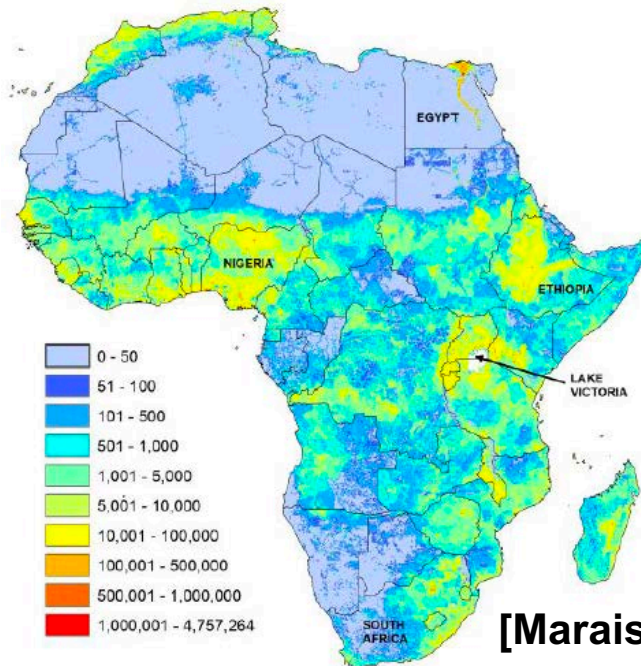 EGYPT
NIGERIA
ETHIOPIA
LAKE
VICTORIA
0 - 50
51 - 100
101 - 500
501 - 1,000
1,001 - 5,000
5,001 - 10,000
10,001 - 100,000
100,001 - 500,000
500,001 - 1,000,000
1,000,001 - 4,757,264
SOUTH
AFRICA
[Marais